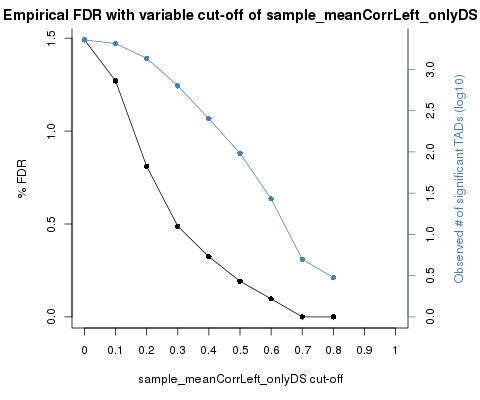 Empirical FDR with variable cut-off of sample_meanCorrLeft_onlyDS
% FDR
0.0
0.5
1.0
1.5
0 0.1 0.2 0.3 0.4 0.5 0.6 0.7 0.8 0.9 1
sample_meanCorrLeft_onlyDS cut-off
0.0
0.5
1.0
1.5
2.0
2.5
3.0
Observed # of significant TADs (log10)